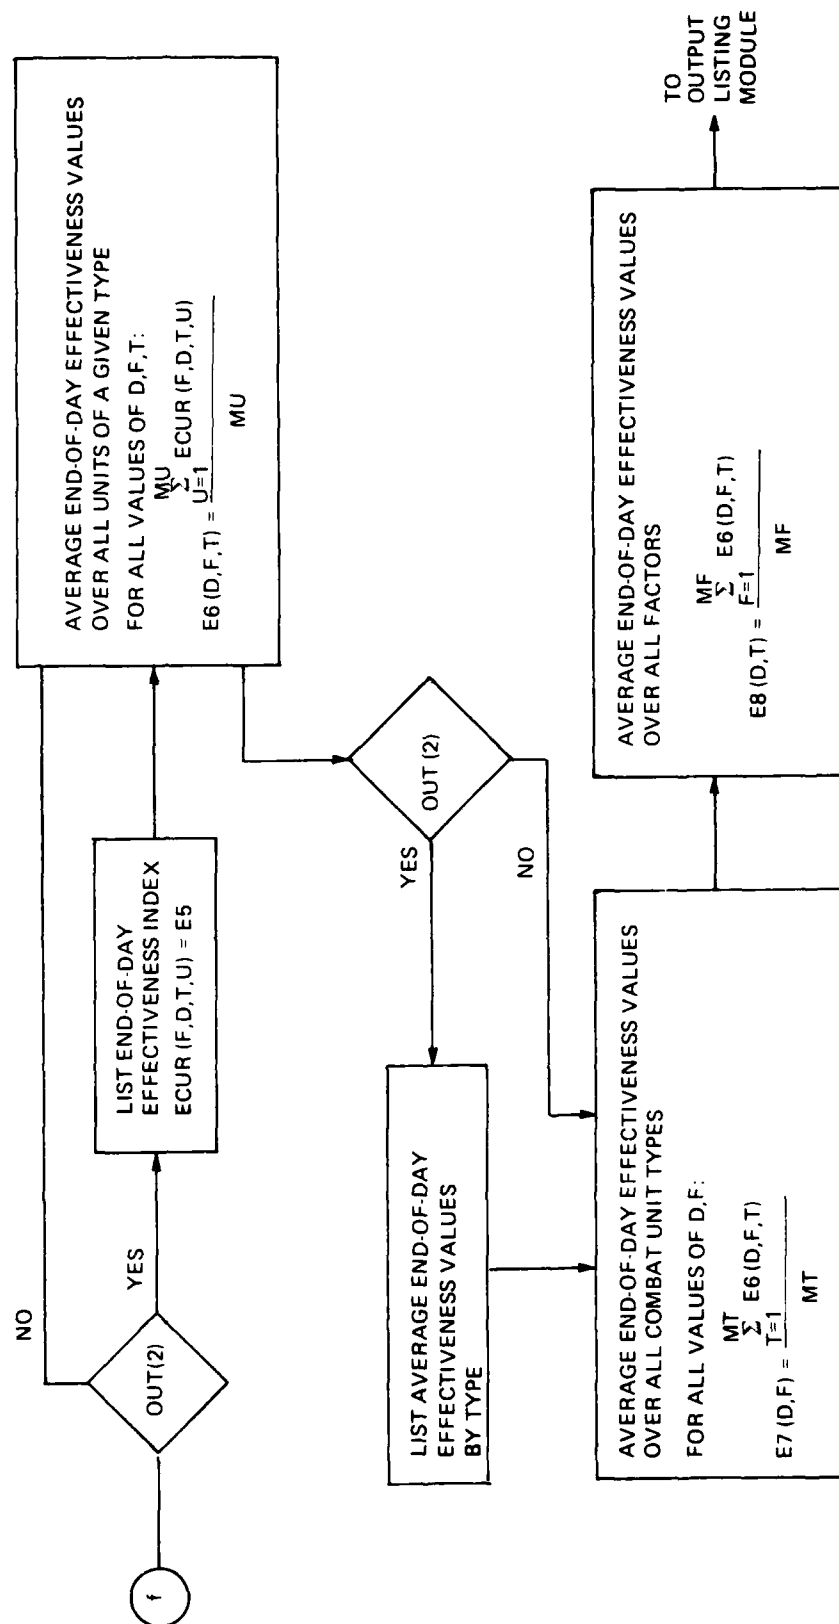 f
OUT(2)
NO
YES
LIST END-OF-DAY
EFFECTIVENESS INDEX
ECUR (F,D,T,U) = E5
AVERAGE END-OF-DAY EFFECTIVENESS VALUES
OVER ALL UNITS OF A GIVEN TYPE
FOR ALL VALUES OF D,F,T:
MU
Σ ECUR (F,D,T,U)
E6 (D,F,T) = U=1
MU
OUT (2)
YES
NO
LIST AVERAGE END-OF-DAY
EFFECTIVENESS VALUES
BY TYPE
AVERAGE END-OF-DAY EFFECTIVENESS VALUES
OVER ALL COMBAT UNIT TYPES
FOR ALL VALUES OF D,F:
MT
Σ E6 (D,F,T)
E7 (D,F) = T=1
MT
AVERAGE END-OF-DAY EFFECTIVENESS VALUES
OVER ALL FACTORS
MF
Σ E6 (D,F,T)
E8 (D,T) = F=1
MF
TO
OUTPUT
LISTING
MODULE